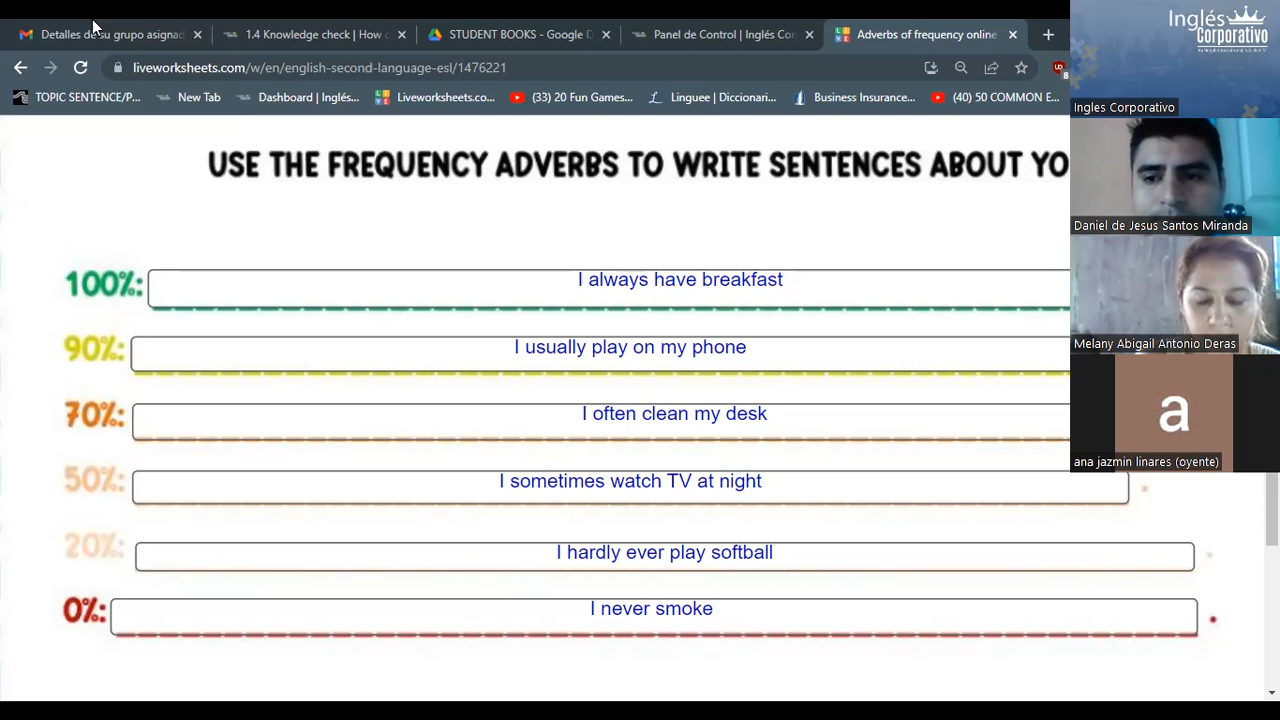 Detalles de su grupo asignad
1.4 Knowledge check | How c
STUDENT BOOKS - Google D
Panel de Control | Inglés Con
Adverbs of frequency online
liveworksheets.com/w/en/english-second-language-esl/1476221
8
TOPIC SENTENCE/P...
New Tab
Dashboard | Inglés...
Liveworksheets.co...
(33) 20 Fun Games...
Linguee | Diccionari...
Business Insurance...
(40) 50 COMMON E...
USE THE FREQUENCY ADVERBS TO WRITE SENTENCES ABOUT YO
100%: I always have breakfast
90%: I usually play on my phone
70%: I often clean my desk
50%: I sometimes watch TV at night
20%: I hardly ever play softball
0%: I never smoke
Inglés
Corporativo
Ingles Corporativo
Daniel de Jesus Santos Miranda
Melany Abigail Antonio Deras
a
ana jazmin linares (oyente)